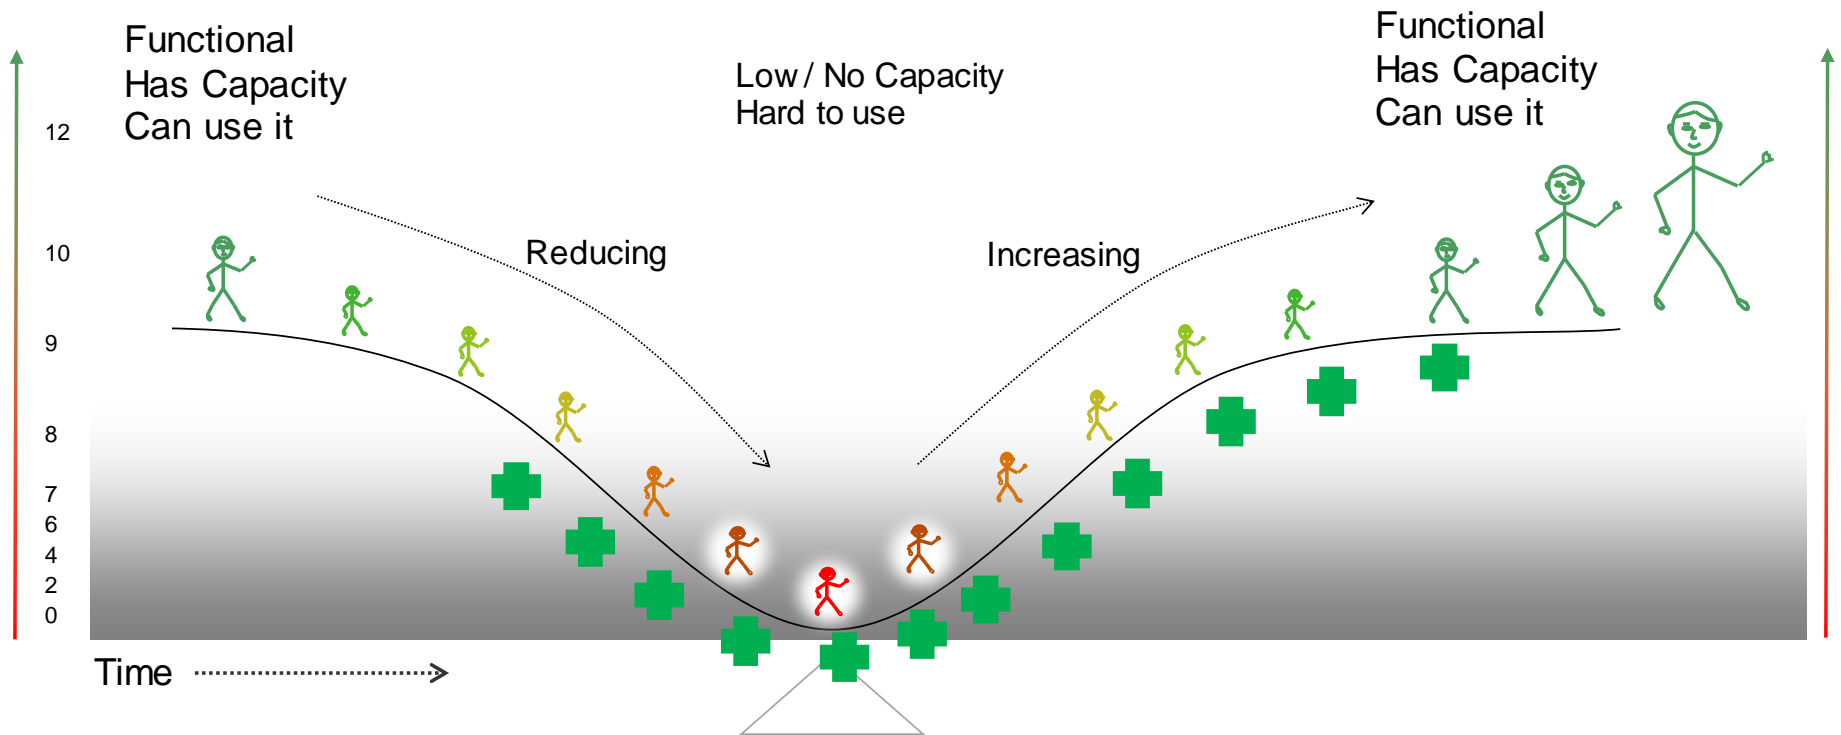 Functional
Has Capacity
Can use it
Low / No Capacity
Hard to use
Functional
Has Capacity
Can use it
12
10
9
8
7
6
4
2
0
Reducing
Increasing
Time